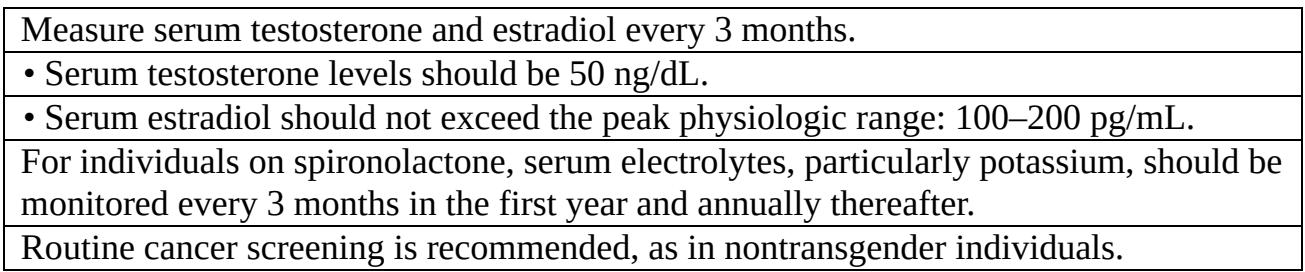 Measure serum testosterone and estradiol every 3 months.
• Serum testosterone levels should be 50 ng/dL.
• Serum estradiol should not exceed the peak physiologic range: 100–200 pg/mL.
For individuals on spironolactone, serum electrolytes, particularly potassium, should be
monitored every 3 months in the first year and annually thereafter.
Routine cancer screening is recommended, as in nontransgender individuals.